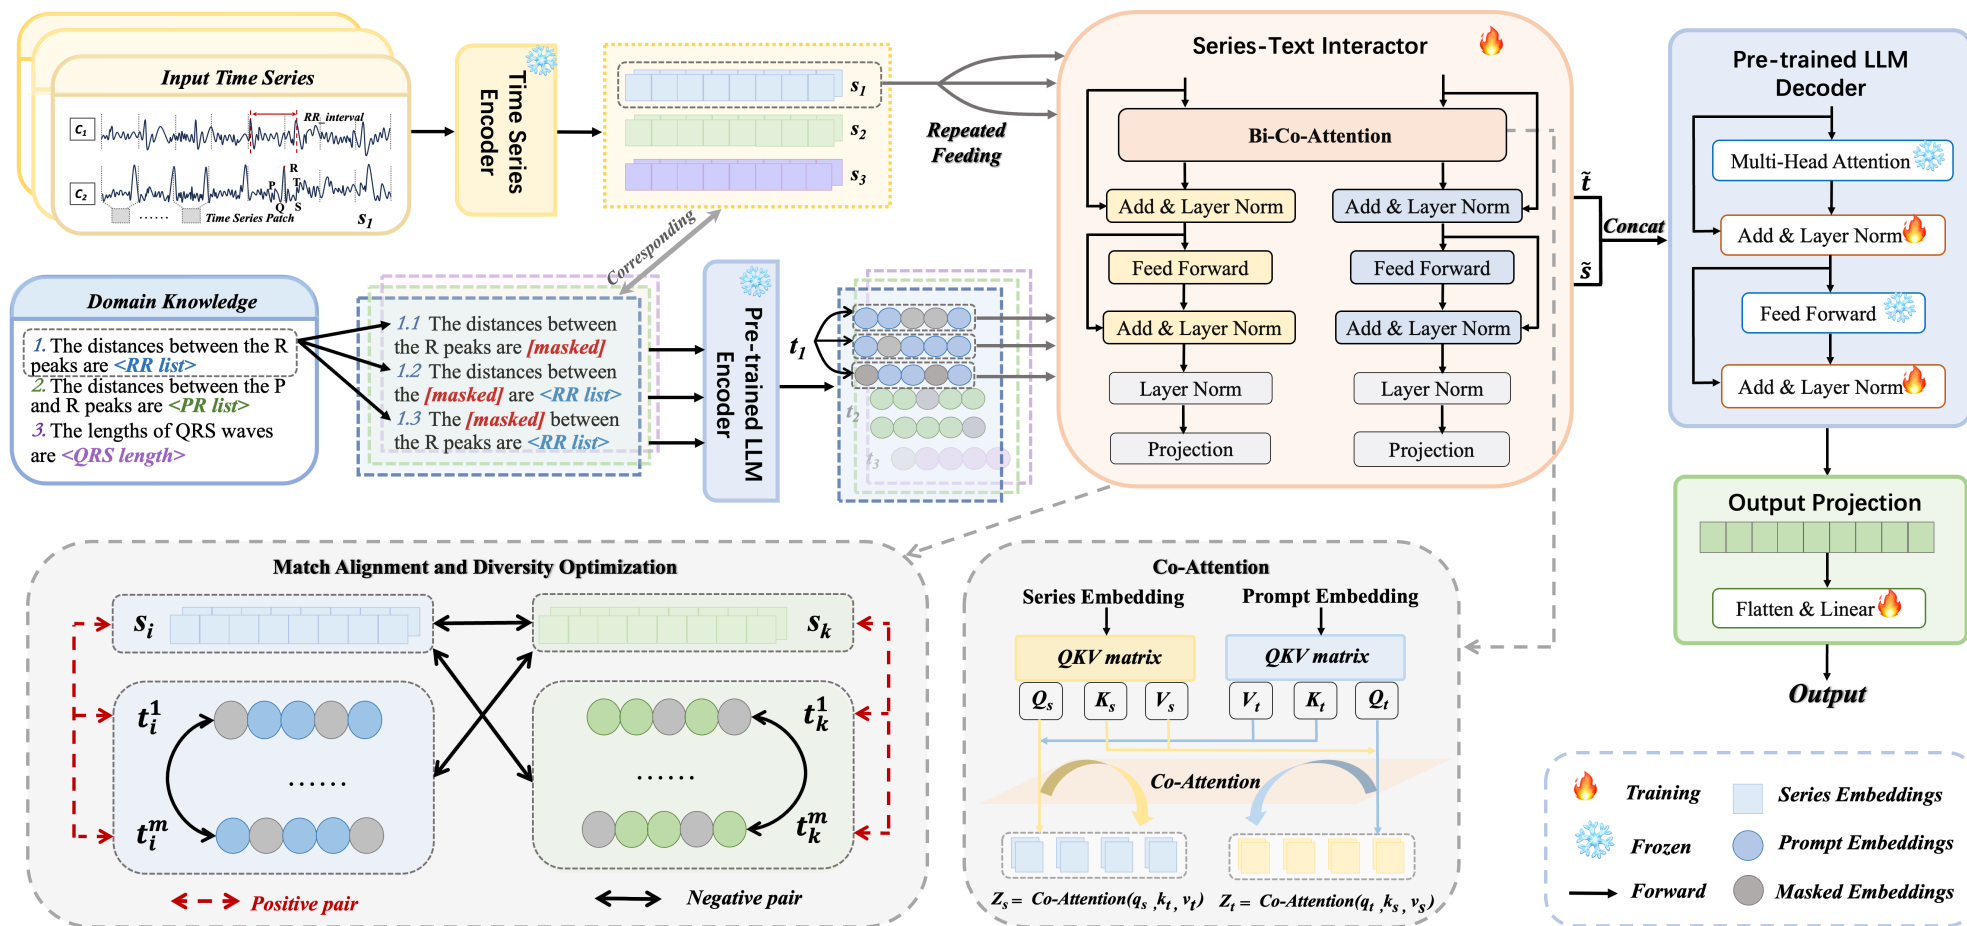 Input Time Series
C1
RR_interval
C2
P
Q
R
T
S
Time Series Patch
......
s1
Time Series
Encoder
s1
s2
s3
Repeated
Feeding
Corresponding
Domain Knowledge
1. The distances between the R
peaks are <RR list>
2. The distances between the P
and R peaks are <PR list>
3. The lengths of QRS waves
are <QRS length>
1.1 The distances between
the R peaks are [masked]
1.2 The distances between
the [masked] are <RR list>
1.3 The [masked] between
the R peaks are <RR list>
Pre-trained LLM
Encoder
t1
t2
t3
Series-Text Interactor
Bi-Co-Attention
Add & Layer Norm
Feed Forward
Add & Layer Norm
Layer Norm
Projection
Add & Layer Norm
Feed Forward
Add & Layer Norm
Layer Norm
Projection
t̃
s̃
Concat
Pre-trained LLM
Decoder
Multi-Head Attention
Add & Layer Norm
Feed Forward
Add & Layer Norm
Output Projection
Flatten & Linear
Output
Match Alignment and Diversity Optimization
si
sk
ti^1
......
ti^m
tk^1
......
tk^m
Positive pair
Negative pair
Co-Attention
Series Embedding
Prompt Embedding
QKV matrix
QKV matrix
Qs
Ks
Vs
Vt
Kt
Qt
Co-Attention
Zs = Co-Attention(qs ,kt , vt)
Zt = Co-Attention(qt ,ks , vs)
Training
Frozen
Forward
Series Embeddings
Prompt Embeddings
Masked Embeddings